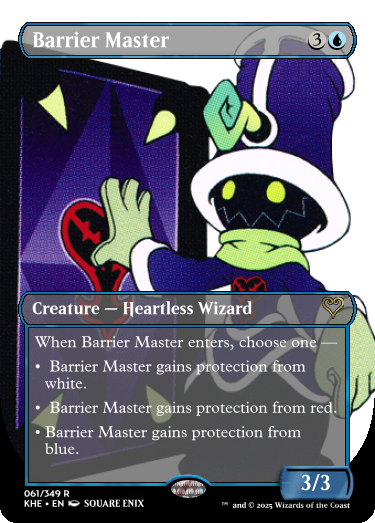 Barrier Master 3
Creature — Heartless Wizard
When Barrier Master enters, choose one —
• Barrier Master gains protection from
white.
• Barrier Master gains protection from red.
• Barrier Master gains protection from
blue.
3/3
061/349 R
KHE • EN SQUARE ENIX
™ and © 2025 Wizards of the Coast